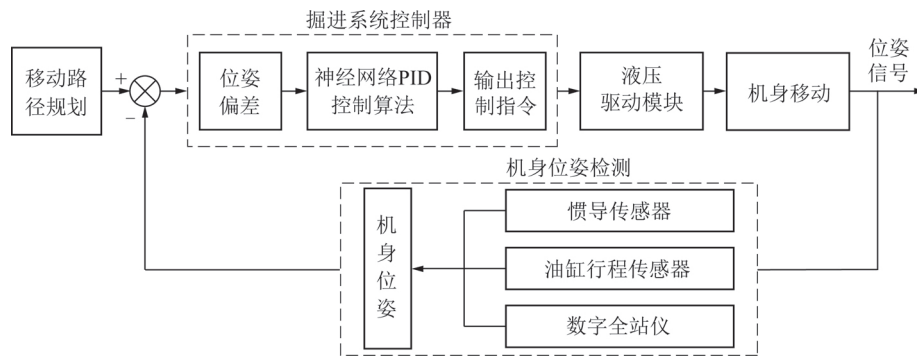 掘进系统控制器
移动路
径规划
+
−
位姿
偏差
神经网络PID
控制算法
输出控
制指令
液压
驱动模块
机身移动
位姿
信号
机身位姿检测
机
身
位
姿
惯导传感器
油缸行程传感器
数字全站仪